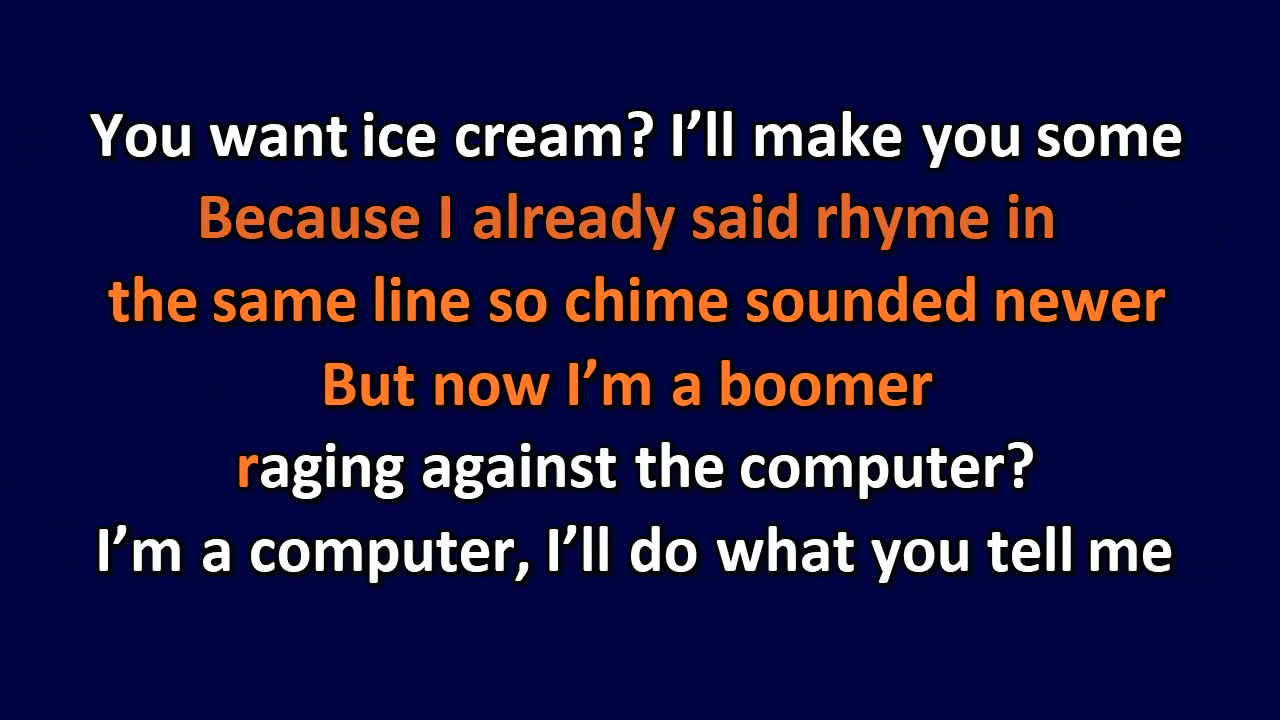 You want ice cream? I’ll make you some
Because I already said rhyme in
the same line so chime sounded newer
But now I’m a boomer
raging against the computer?
I’m a computer, I’ll do what you tell me